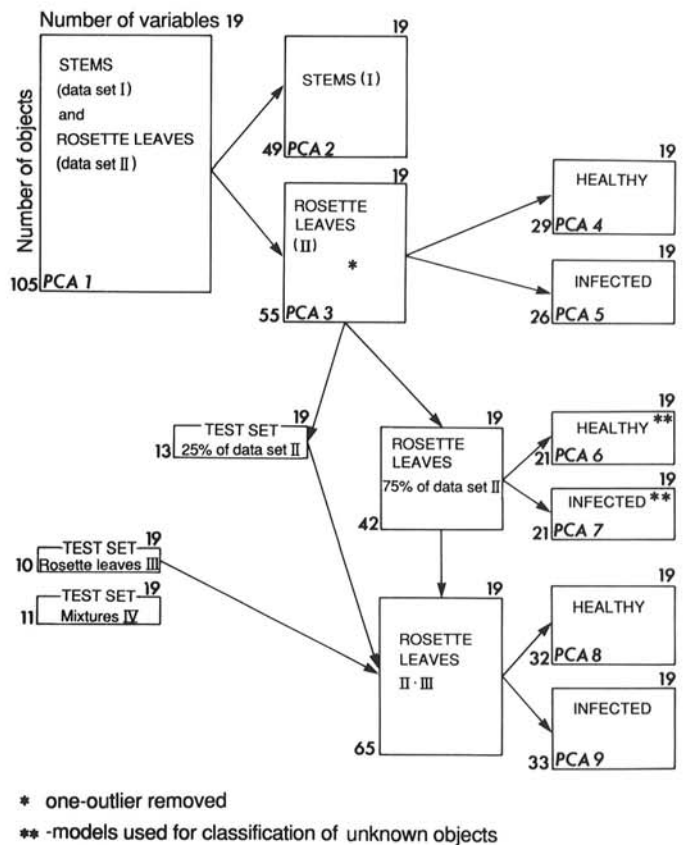 Number of variables 19
Number of objects
STEMS
(data set I)
and
ROSETTE LEAVES
(data set II)
105 PCA 1
19
STEMS (I)
49 PCA 2
19
ROSETTE
LEAVES
(II)
*
55 PCA 3
19
HEALTHY
29 PCA 4
19
INFECTED
26 PCA 5
19
TEST SET
13 25% of data set II
19
ROSETTE
LEAVES
75% of data set II
42
19
HEALTHY **
21 PCA 6
19
INFECTED **
21 PCA 7
19
TEST SET
10 Rosette leaves III
19
TEST SET
11 Mixtures IV
19
ROSETTE
LEAVES
II · III
65
19
HEALTHY
32 PCA 8
19
INFECTED
33 PCA 9
* one-outlier removed
** -models used for classification of unknown objects